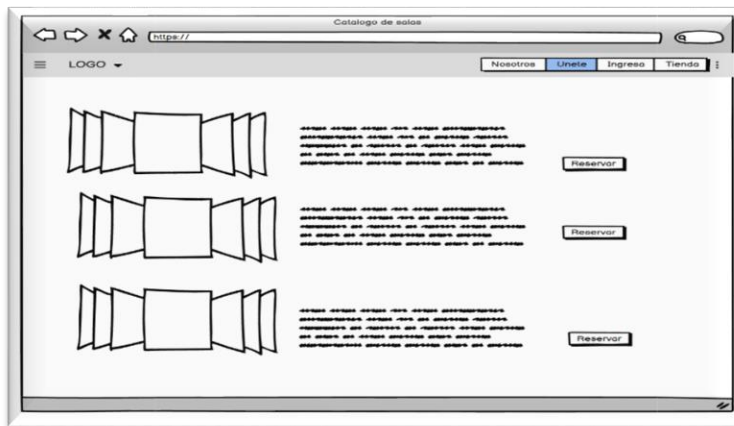 Catalogo de salas
https://
LOGO
Nosotros Unete Ingreso Tienda
Reservar
Reservar
Reservar